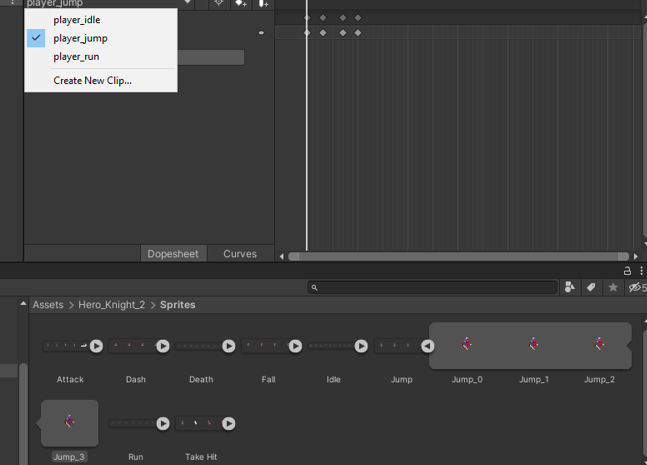 player_jump
player_idle
player_jump
player_run
Create New Clip...
Dopesheet Curves
5
Assets > Hero_Knight_2 > Sprites
Attack Dash Death Fall Idle Jump Jump_0 Jump_1 Jump_2
Jump_3 Run Take Hit